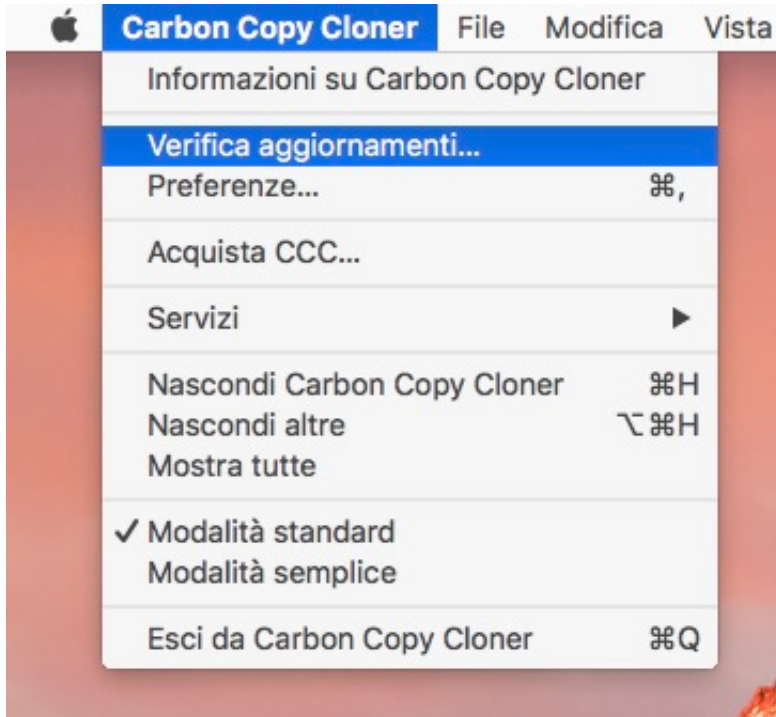 Carbon Copy Cloner File Modifica Vista
Informazioni su Carbon Copy Cloner
Verifica aggiornamenti...
Preferenze... ⌘,
Acquista CCC...
Servizi ▶
Nascondi Carbon Copy Cloner ⌘H
Nascondi altre ⌥⌘H
Mostra tutte
✓ Modalità standard
Modalità semplice
Esci da Carbon Copy Cloner ⌘Q